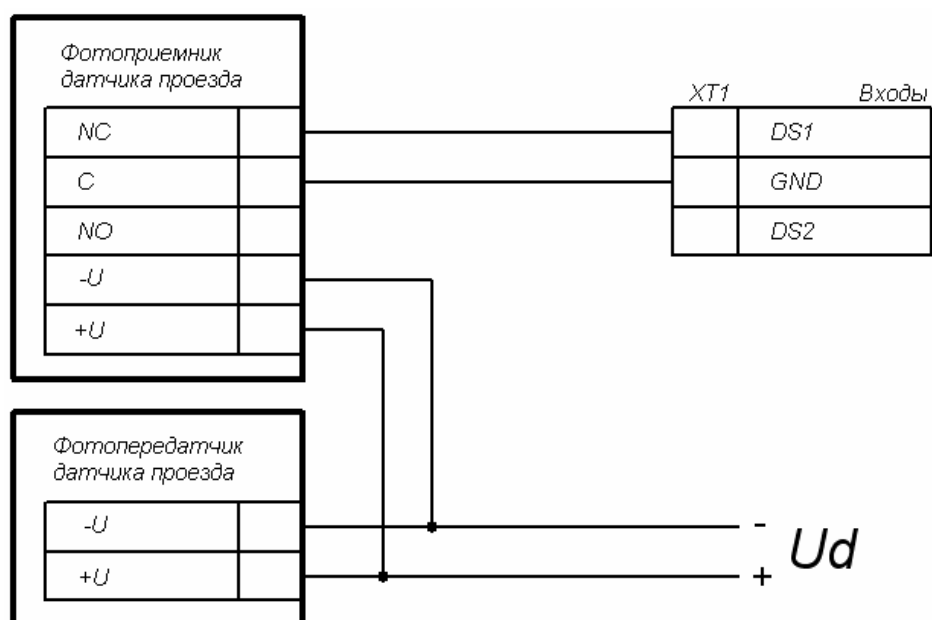 Фотоприемник
датчика проезда
NC
C
NO
-U
+U
XT1 Входы
DS1
GND
DS2
Фотопередатчик
датчика проезда
-U
+U
-
+
Ud